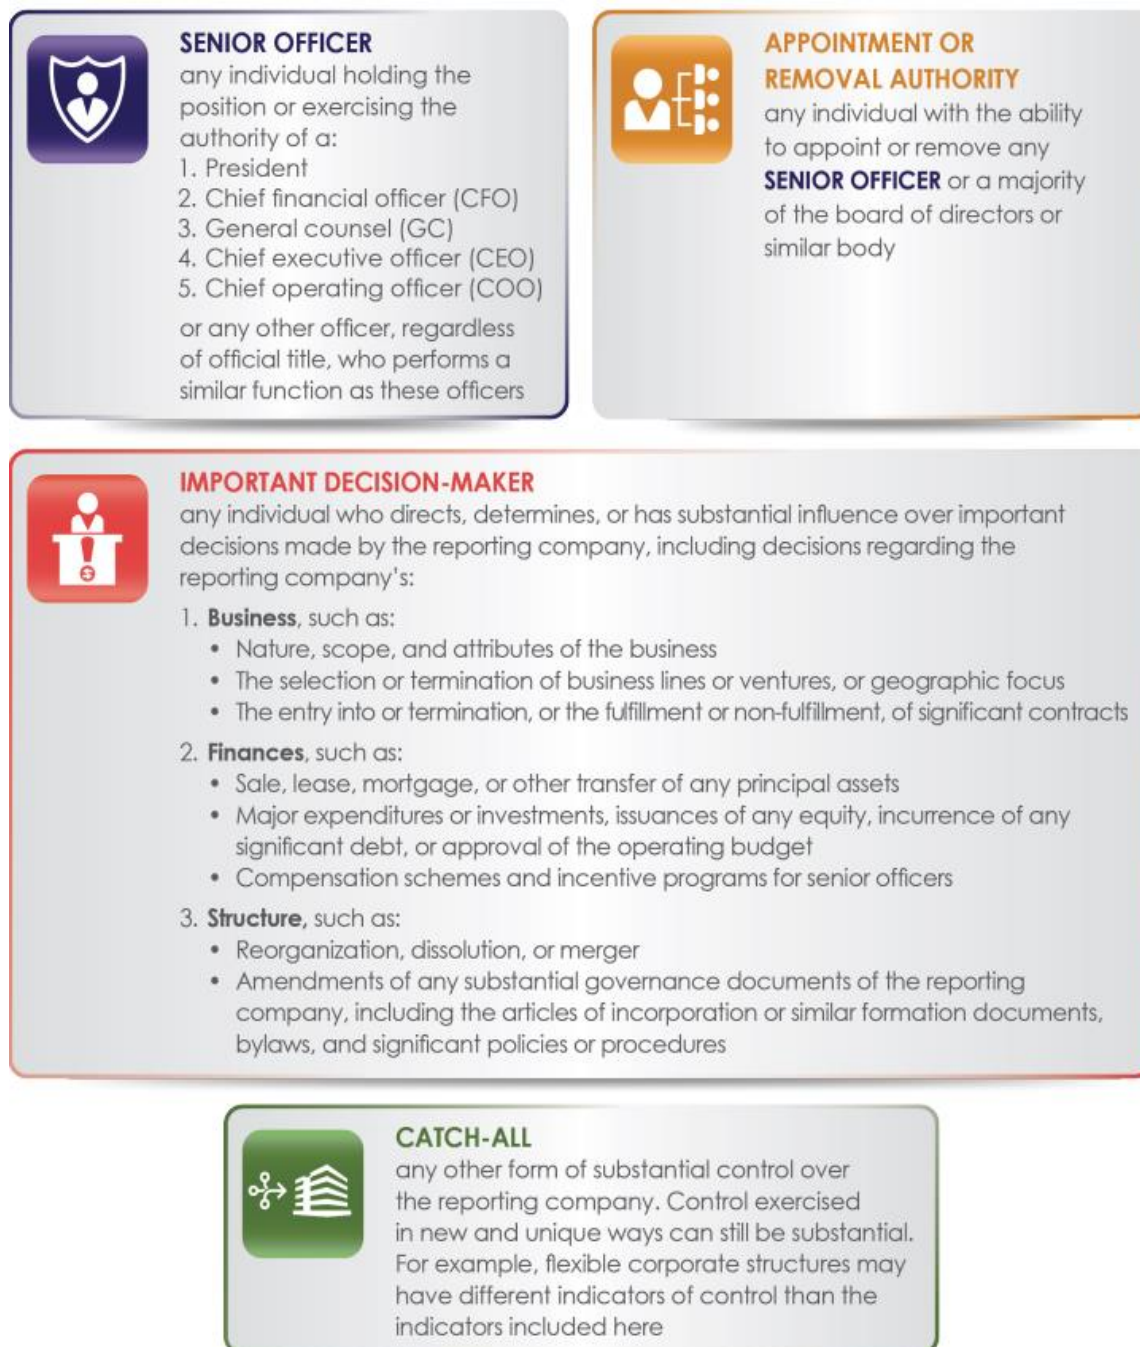 SENIOR OFFICER
any individual holding the
position or exercising the
authority of a:
1. President
2. Chief financial officer (CFO)
3. General counsel (GC)
4. Chief executive officer (CEO)
5. Chief operating officer (COO)
or any other officer, regardless
of official title, who performs a
similar function as these officers
APPOINTMENT OR
REMOVAL AUTHORITY
any individual with the ability
to appoint or remove any
SENIOR OFFICER or a majority
of the board of directors or
similar body
IMPORTANT DECISION-MAKER
any individual who directs, determines, or has substantial influence over important
decisions made by the reporting company, including decisions regarding the
reporting company's:
1. Business, such as:
• Nature, scope, and attributes of the business
• The selection or termination of business lines or ventures, or geographic focus
• The entry into or termination, or the fulfillment or non-fulfillment, of significant contracts
2. Finances, such as:
• Sale, lease, mortgage, or other transfer of any principal assets
• Major expenditures or investments, issuances of any equity, incurrence of any
significant debt, or approval of the operating budget
• Compensation schemes and incentive programs for senior officers
3. Structure, such as:
• Reorganization, dissolution, or merger
• Amendments of any substantial governance documents of the reporting
company, including the articles of incorporation or similar formation documents,
bylaws, and significant policies or procedures
CATCH-ALL
any other form of substantial control over
the reporting company. Control exercised
in new and unique ways can still be substantial.
For example, flexible corporate structures may
have different indicators of control than the
indicators included here